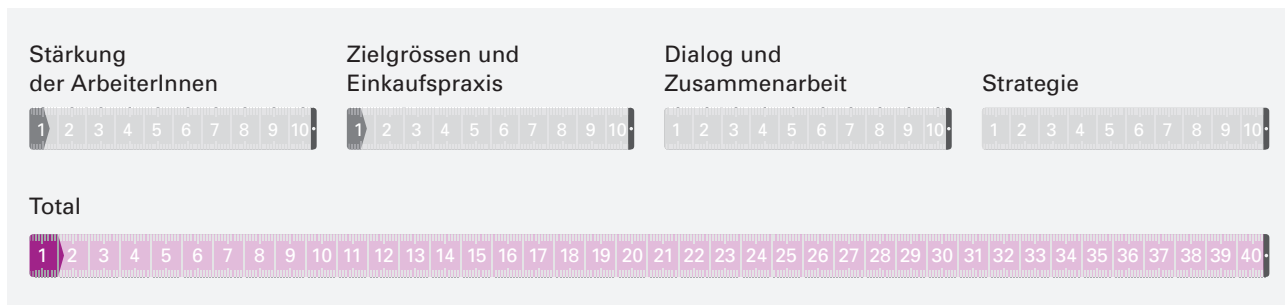 Stärkung
der ArbeiterInnen
Zielgrössen und
Einkaufspraxis
Dialog und
Zusammenarbeit
Strategie
1 2 3 4 5 6 7 8 9 10
1 2 3 4 5 6 7 8 9 10
1 2 3 4 5 6 7 8 9 10
1 2 3 4 5 6 7 8 9 10
Total
1 2 3 4 5 6 7 8 9 10 11 12 13 14 15 16 17 18 19 20 21 22 23 24 25 26 27 28 29 30 31 32 33 34 35 36 37 38 39 40